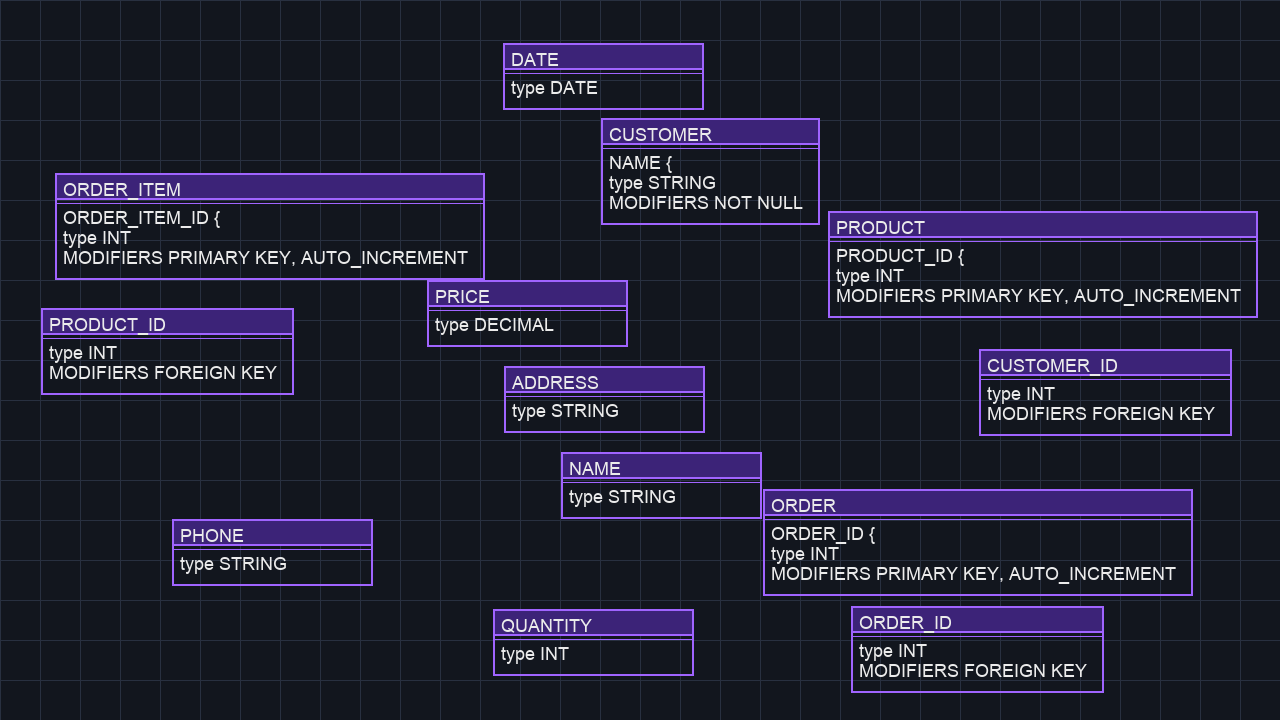 DATE
type DATE
CUSTOMER
NAME {
type STRING
MODIFIERS NOT NULL
ORDER_ITEM
ORDER_ITEM_ID {
type INT
MODIFIERS PRIMARY KEY, AUTO_INCREMENT
PRODUCT
PRODUCT_ID {
type INT
MODIFIERS PRIMARY KEY, AUTO_INCREMENT
PRICE
type DECIMAL
PRODUCT_ID
type INT
MODIFIERS FOREIGN KEY
CUSTOMER_ID
type INT
MODIFIERS FOREIGN KEY
ADDRESS
type STRING
NAME
type STRING
ORDER
ORDER_ID {
type INT
MODIFIERS PRIMARY KEY, AUTO_INCREMENT
PHONE
type STRING
QUANTITY
type INT
ORDER_ID
type INT
MODIFIERS FOREIGN KEY